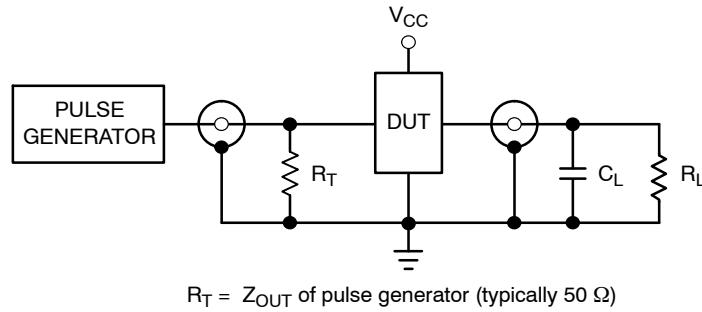 V_CC
PULSE
GENERATOR
DUT
R_T
C_L
R_L
R_T = Z_OUT of pulse generator (typically 50 Ω)